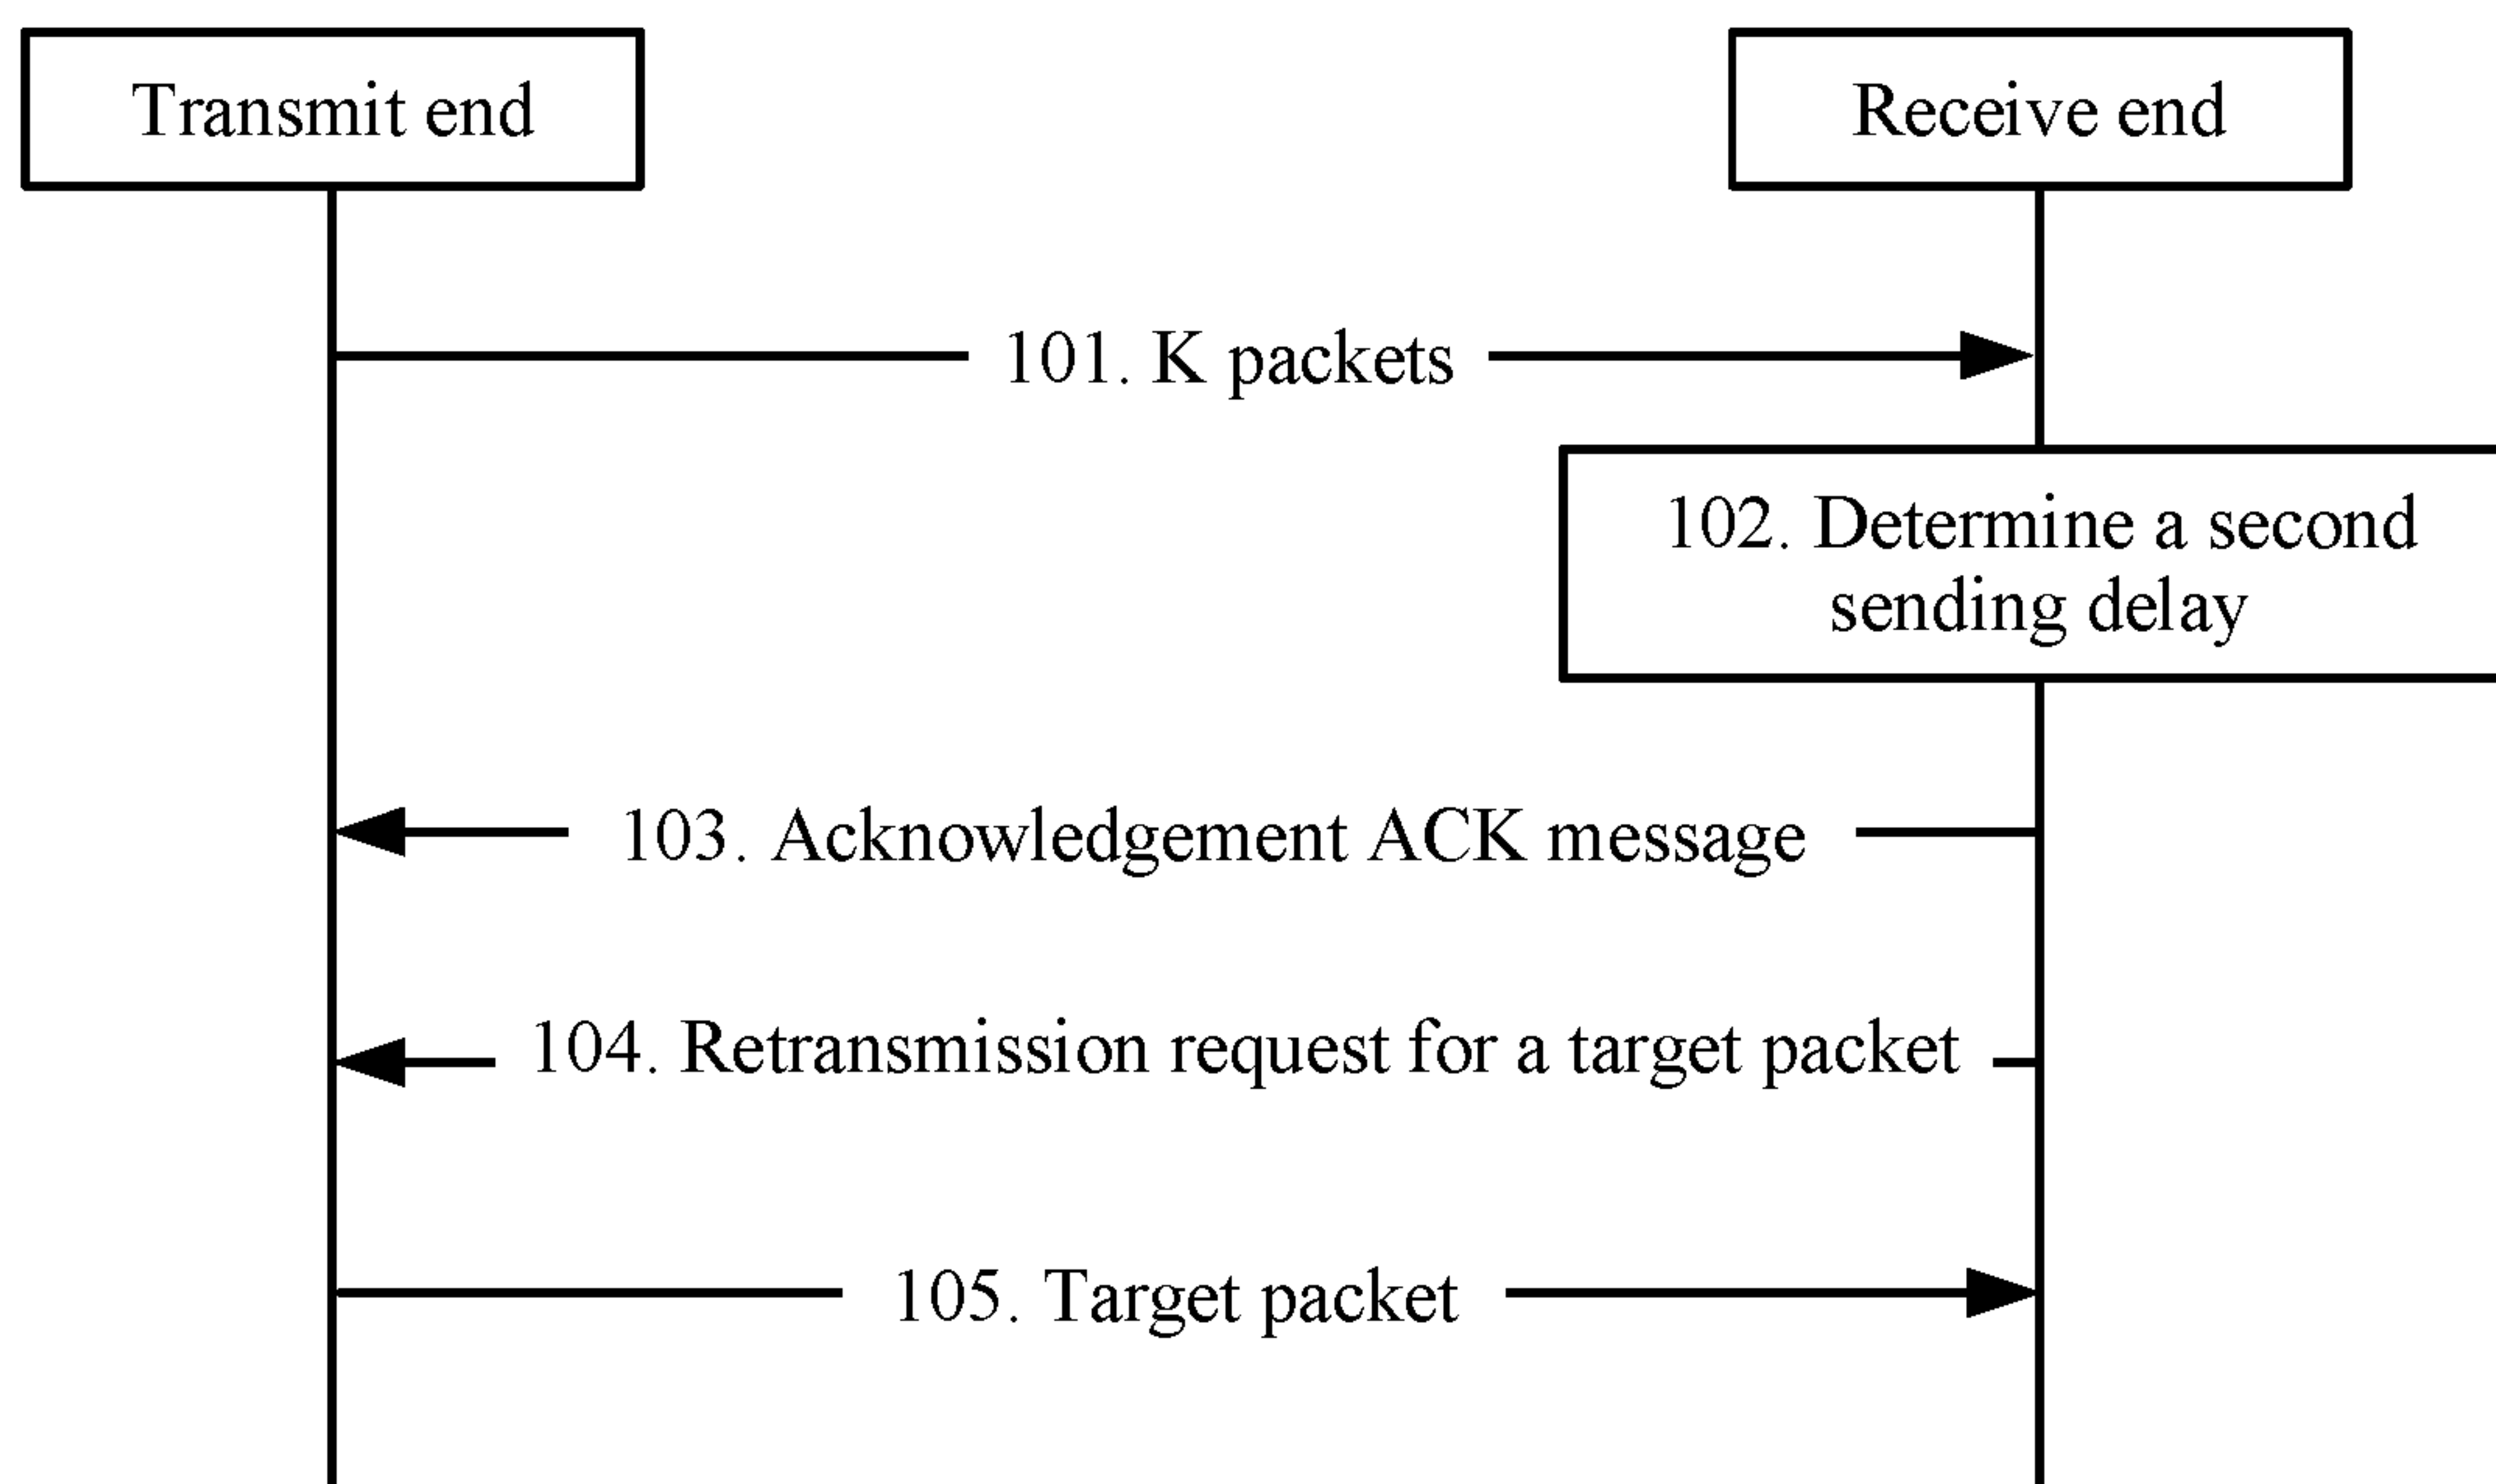 Transmit end
Receive end
101. K packets
102. Determine a second
sending delay
103. Acknowledgement ACK message
104. Retransmission request for a target packet
105. Target packet